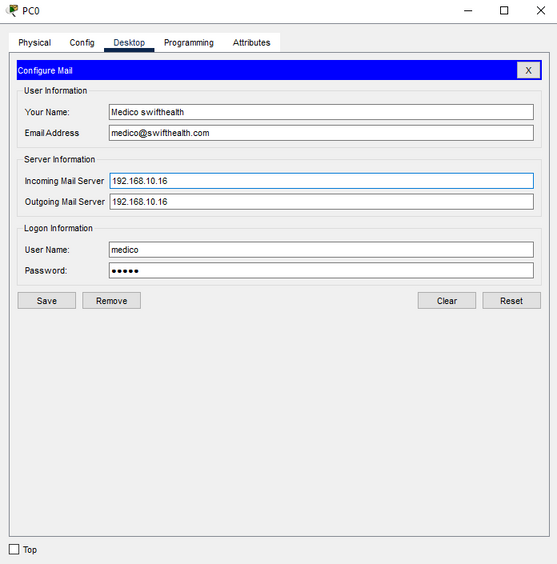 PC0
Physical Config Desktop Programming Attributes
Configure Mail X
User Information
Your Name: Medico swifthealth
Email Address medico@swifthealth.com
Server Information
Incoming Mail Server 192.168.10.16
Outgoing Mail Server 192.168.10.16
Logon Information
User Name: medico
Password: ●●●●●
Save Remove Clear Reset
Top